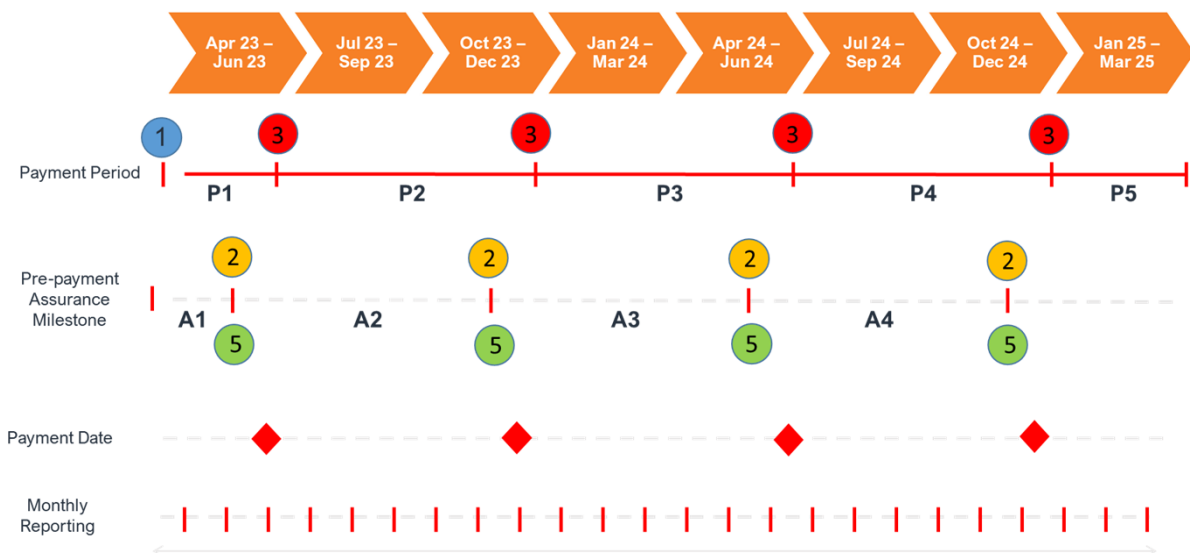 Apr 23 –
Jun 23
Jul 23 –
Sep 23
Oct 23 –
Dec 23
Jan 24 –
Mar 24
Apr 24 –
Jun 24
Jul 24 –
Sep 24
Oct 24 –
Dec 24
Jan 25 –
Mar 25
1
3
3
3
3
Payment Period
P1
P2
P3
P4
P5
2
2
2
2
Pre-payment
Assurance
Milestone
A1
A2
A3
A4
5
5
5
5
Payment Date
Monthly
Reporting